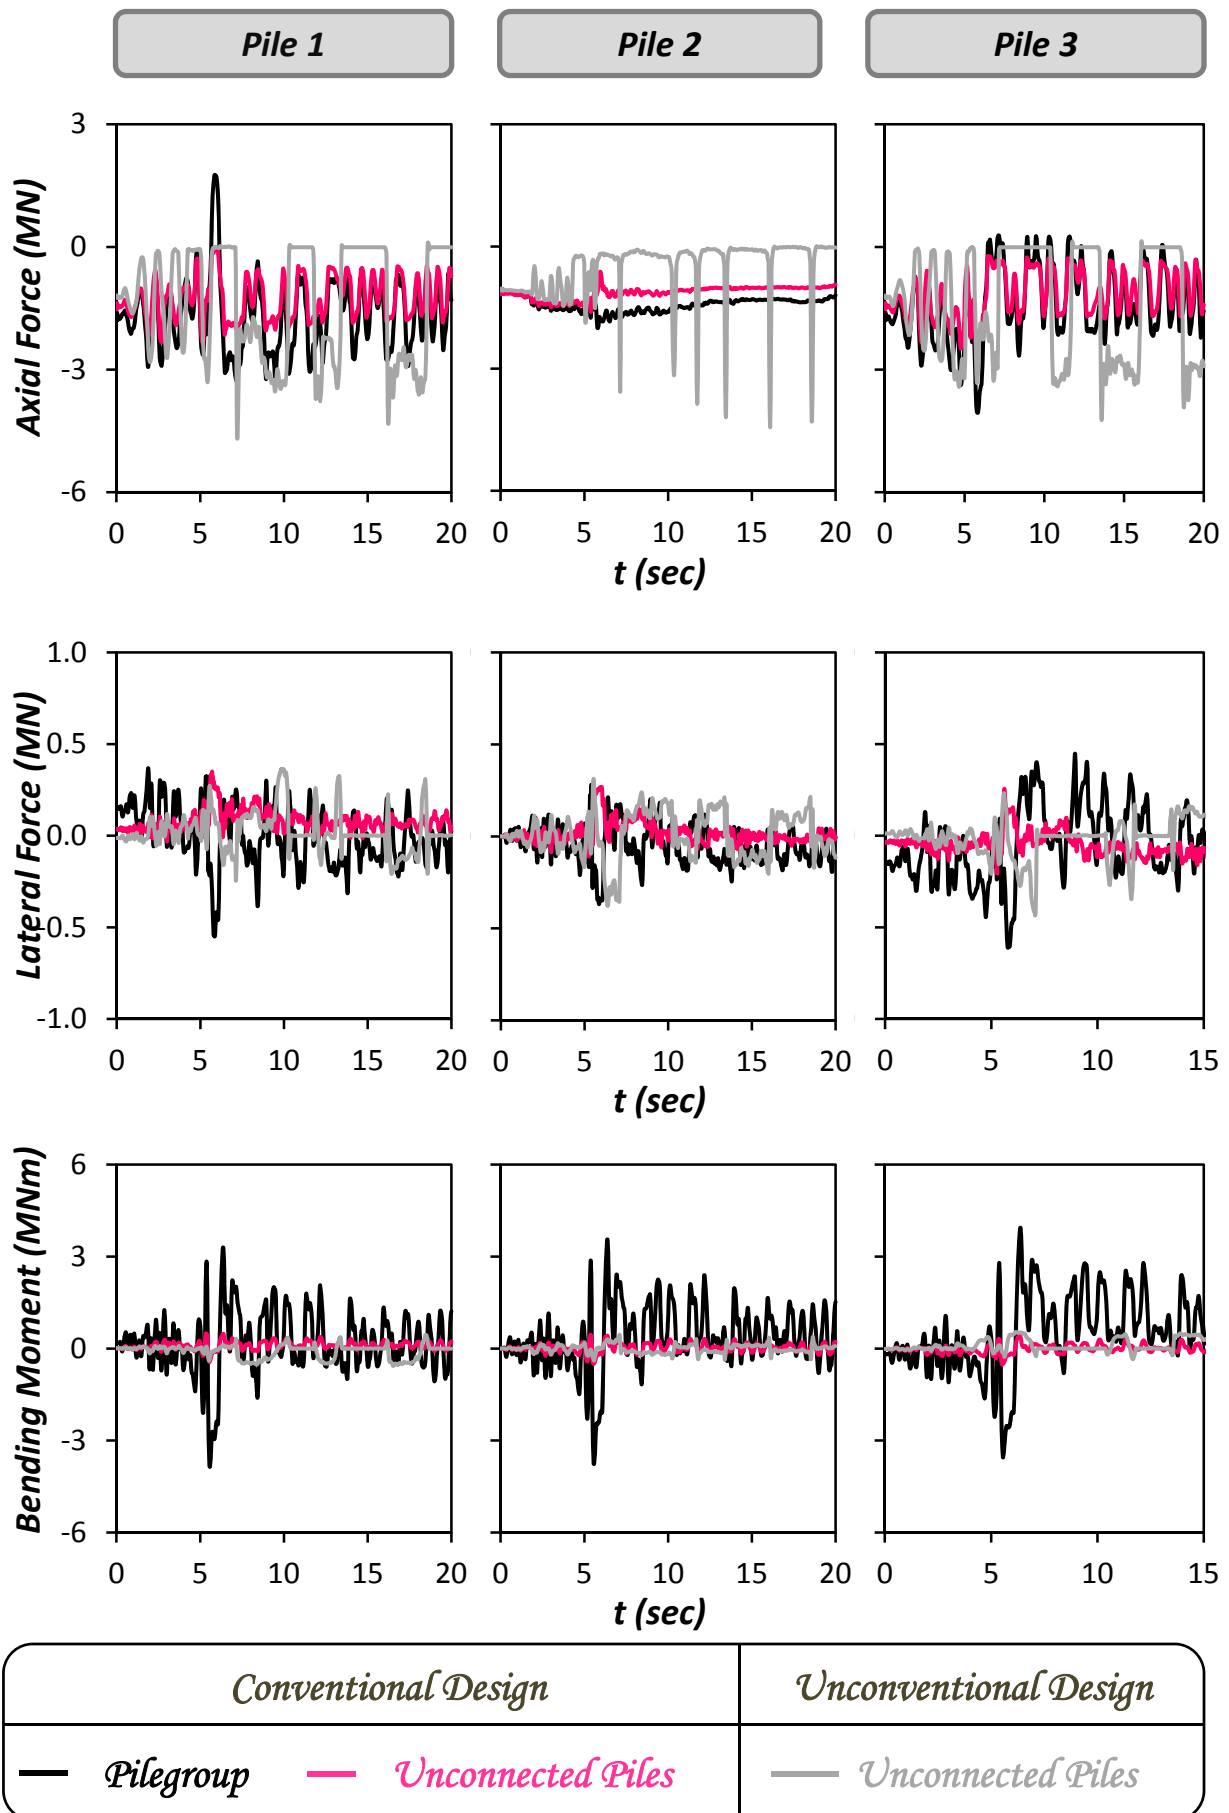 Pile 1 Pile 2 Pile 3
Axial Force (MN)
3
0
-3
-6
0 5 10 15 20 0 5 10 15 20 0 5 10 15 20
t (sec)
Lateral Force (MN)
1.0
0.5
0.0
-0.5
-1.0
0 5 10 15 20 0 5 10 15 20 0 5 10 15
t (sec)
Bending Moment (MNm)
6
3
0
-3
-6
0 5 10 15 20 0 5 10 15 20 0 5 10 15
t (sec)
Conventional Design Unconventional Design
Pilegroup Unconnected Piles Unconnected Piles